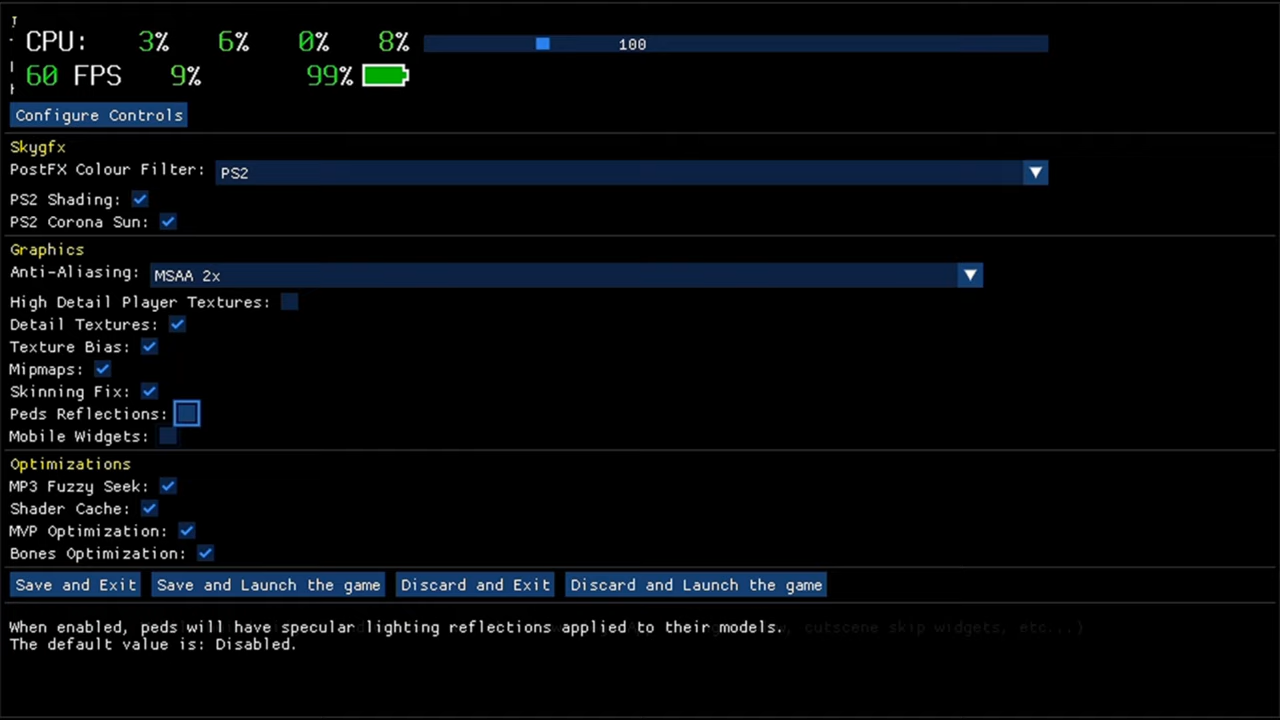 CPU: 3% 6% 0% 8% 100
60 FPS 9% 99%
Configure Controls
Skygfx
PostFX Colour Filter: PS2
PS2 Shading:
PS2 Corona Sun:
Graphics
Anti-Aliasing: MSAA 2x
High Detail Player Textures:
Detail Textures:
Texture Bias:
Mipmaps:
Skinning Fix:
Peds Reflections:
Mobile Widgets:
Optimizations
MP3 Fuzzy Seek:
Shader Cache:
MVP Optimization:
Bones Optimization:
Save and Exit Save and Launch the game Discard and Exit Discard and Launch the game
When enabled, peds will have specular lighting reflections applied to their models. cutscene skip widgets, etc...)
The default value is: Disabled.